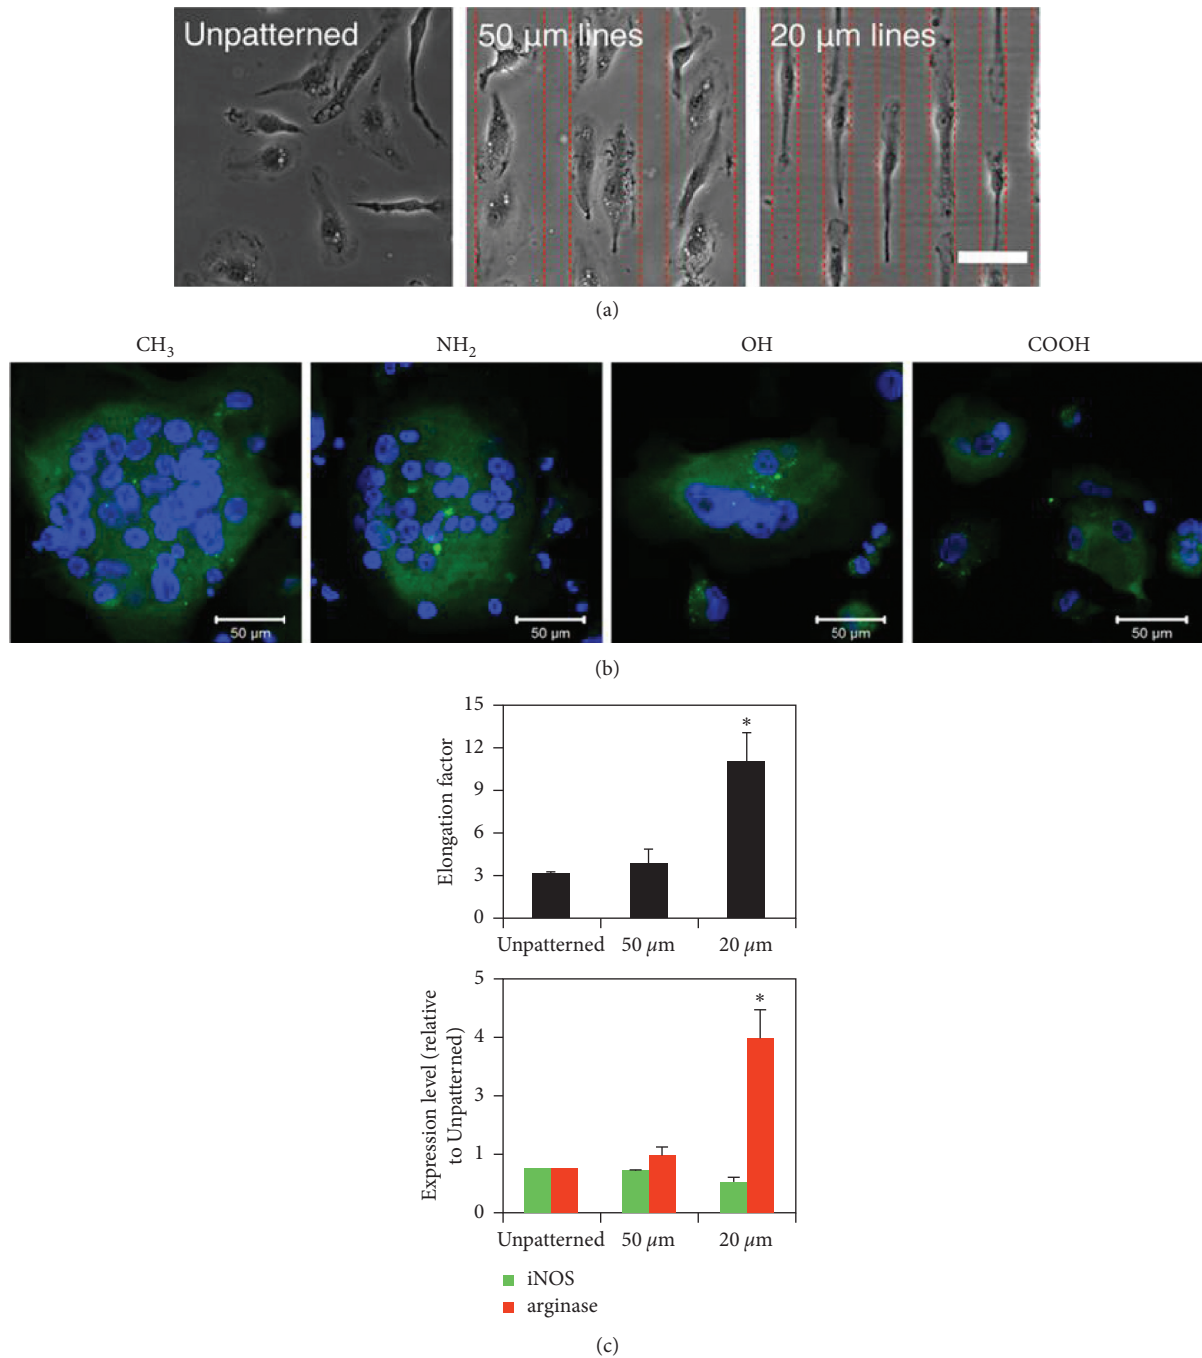 Unpatterned
50 µm lines
20 µm lines
(a)
CH3
NH2
OH
COOH
50 µm
50 µm
50 µm
50 µm
(b)
Elongation factor
15
12
9
6
3
0
*
Unpatterned
50 µm
20 µm
Expression level (relative
to Unpatterned)
5
4
3
1
0
*
Unpatterned
50 µm
20 µm
iNOS
arginase
(c)